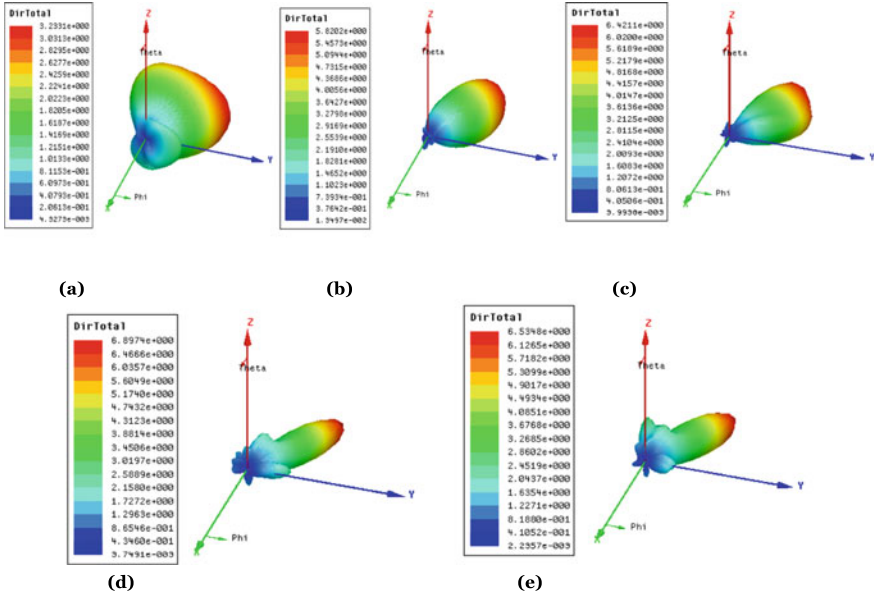 DirTotal
3.2331e+000
3.0313e+000
2.8295e+000
2.6277e+000
2.4259e+000
2.2241e+000
2.0223e+000
1.8205e+000
1.6187e+000
1.4169e+000
1.2151e+000
1.0133e+000
8.1153e-001
6.0973e-001
4.0793e-001
2.0613e-001
4.3273e-003
Z
Theta
Y
Phi
X
DirTotal
5.8202e+000
5.4573e+000
5.0944e+000
4.7315e+000
4.3686e+000
4.0056e+000
3.6427e+000
3.2798e+000
2.9169e+000
2.5539e+000
2.1910e+000
1.8281e+000
1.4652e+000
1.1023e+000
7.3934e-001
3.7642e-001
1.3497e-002
Z
Theta
Y
Phi
X
DirTotal
6.4211e+000
6.0200e+000
5.6189e+000
5.2179e+000
4.8168e+000
4.4157e+000
4.0147e+000
3.6136e+000
3.2125e+000
2.8115e+000
2.4104e+000
2.0093e+000
1.6083e+000
1.2072e+000
8.0613e-001
4.0506e-001
3.9938e-003
Z
Theta
Y
Phi
X
(a)
(b)
(c)
DirTotal
6.8974e+000
6.4666e+000
6.0357e+000
5.6049e+000
5.1740e+000
4.7432e+000
4.3123e+000
3.8814e+000
3.4506e+000
3.0197e+000
2.5889e+000
2.1580e+000
1.7272e+000
1.2963e+000
8.6546e-001
4.3460e-001
3.7491e-003
Z
Theta
Y
Phi
X
DirTotal
6.5348e+000
6.1265e+000
5.7182e+000
5.3099e+000
4.9017e+000
4.4934e+000
4.0851e+000
3.6768e+000
3.2685e+000
2.8602e+000
2.4519e+000
2.0437e+000
1.6354e+000
1.2271e+000
8.1880e-001
4.1052e-001
2.2357e-003
Z
Theta
Y
Phi
X
(d)
(e)